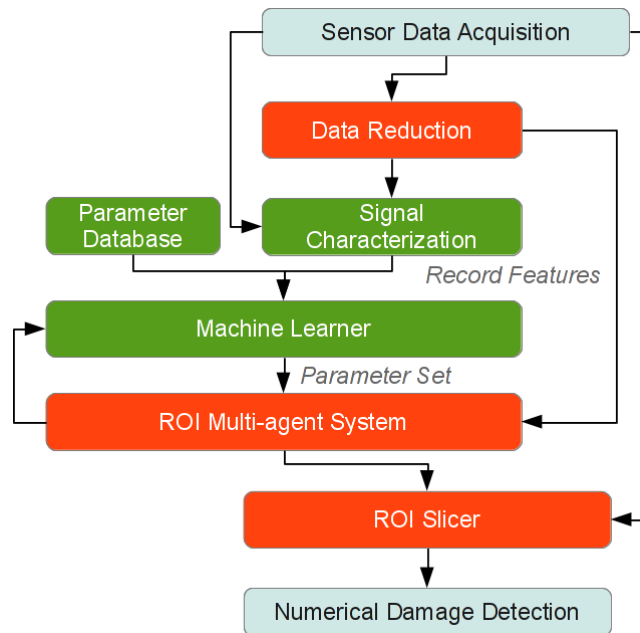 Sensor Data Acquisition
Data Reduction
Parameter
Database
Signal
Characterization
Record Features
Machine Learner
Parameter Set
ROI Multi-agent System
ROI Slicer
Numerical Damage Detection